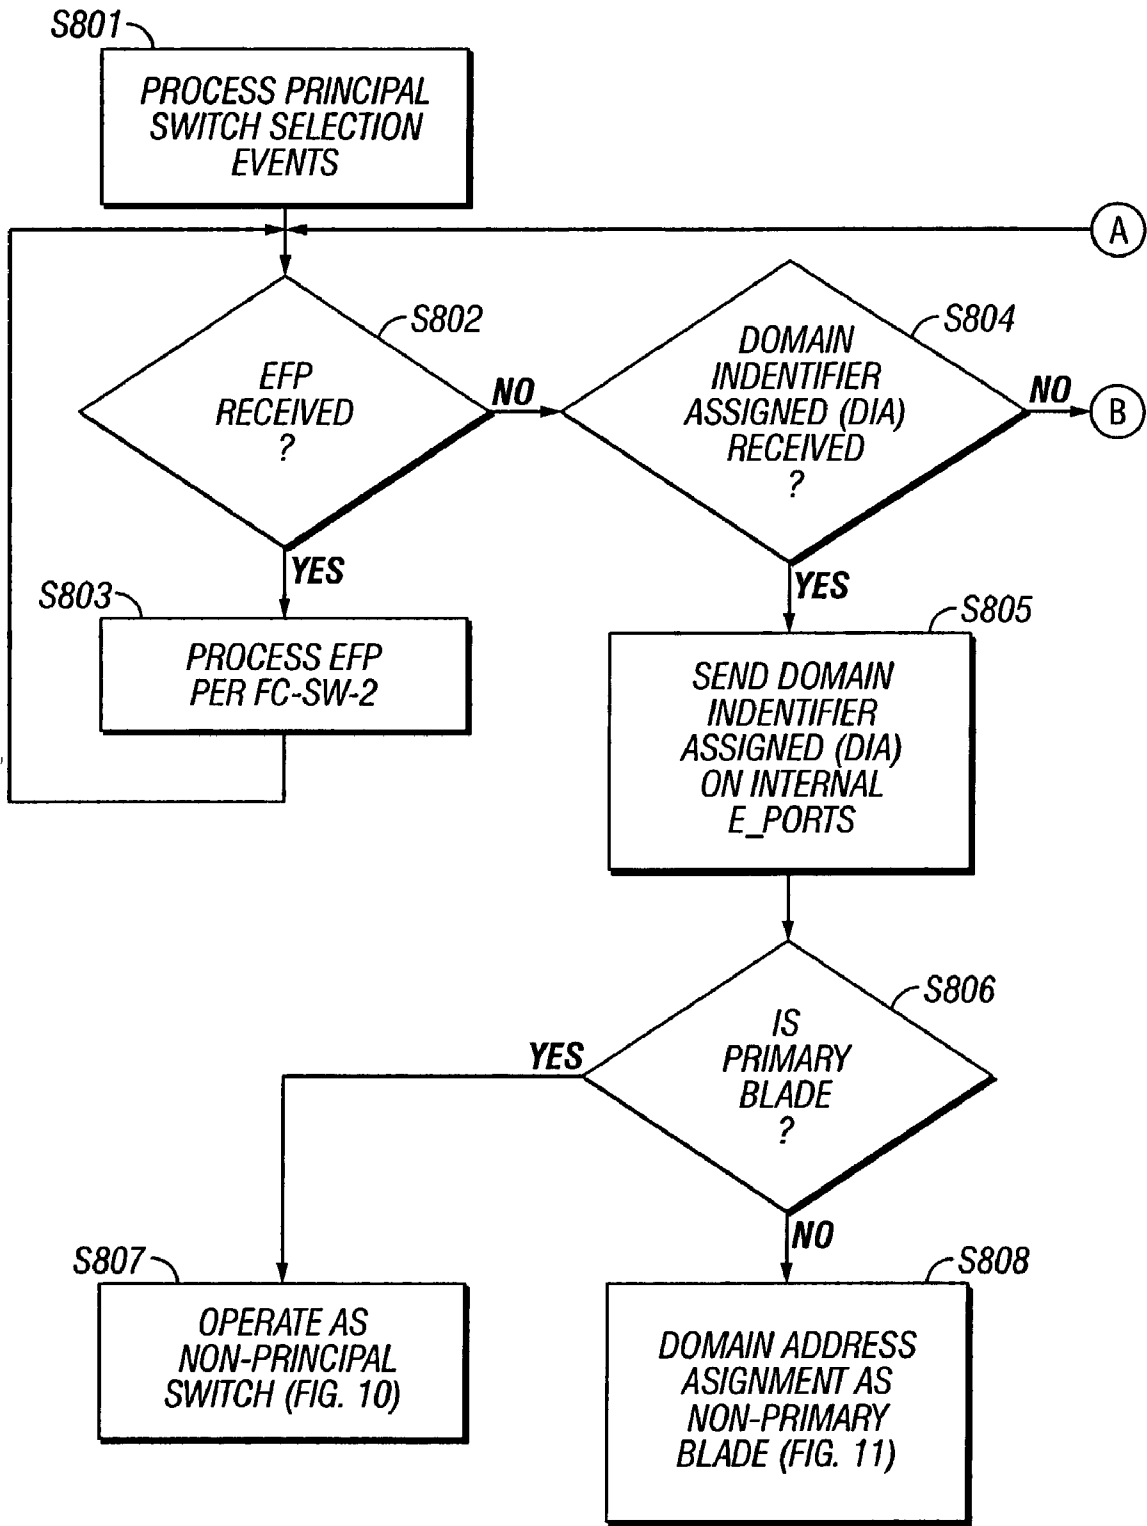 S801
PROCESS PRINCIPAL
SWITCH SELECTION
EVENTS
A
S802
EFP
RECEIVED
?
NO
YES
S804
DOMAIN
INDENTIFIER
ASSIGNED (DIA)
RECEIVED
?
NO
B
YES
S803
PROCESS EFP
PER FC-SW-2
S805
SEND DOMAIN
INDENTIFIER
ASSIGNED (DIA)
ON INTERNAL
E_PORTS
S806
IS
PRIMARY
BLADE
?
YES
NO
S807
OPERATE AS
NON-PRINCIPAL
SWITCH (FIG. 10)
S808
DOMAIN ADDRESS
ASIGNMENT AS
NON-PRIMARY
BLADE (FIG. 11)